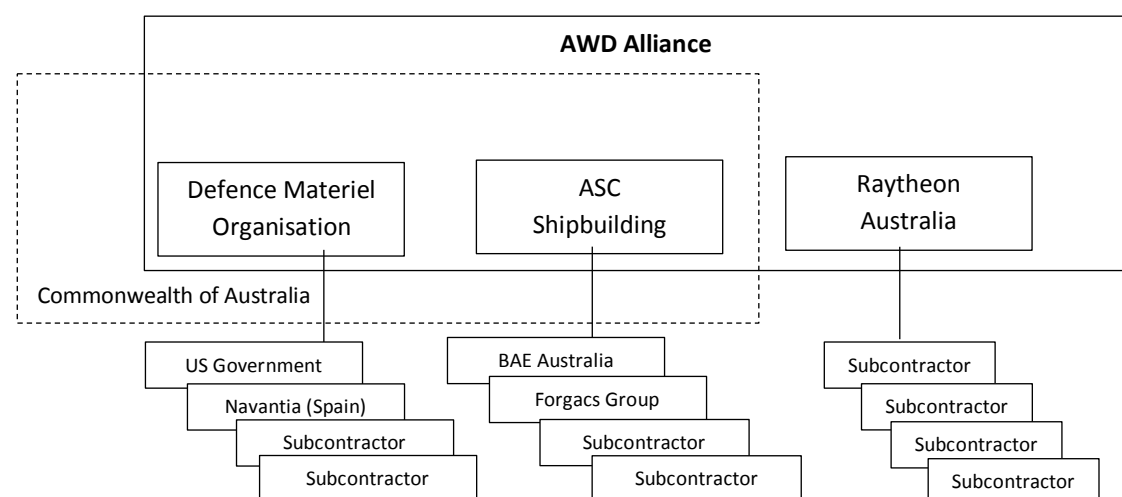 AWD Alliance
Defence Materiel
Organisation
ASC
Shipbuilding
Raytheon
Australia
Commonwealth of Australia
US Government
Navantia (Spain)
Subcontractor
Subcontractor
BAE Australia
Forgacs Group
Subcontractor
Subcontractor
Subcontractor
Subcontractor
Subcontractor
Subcontractor